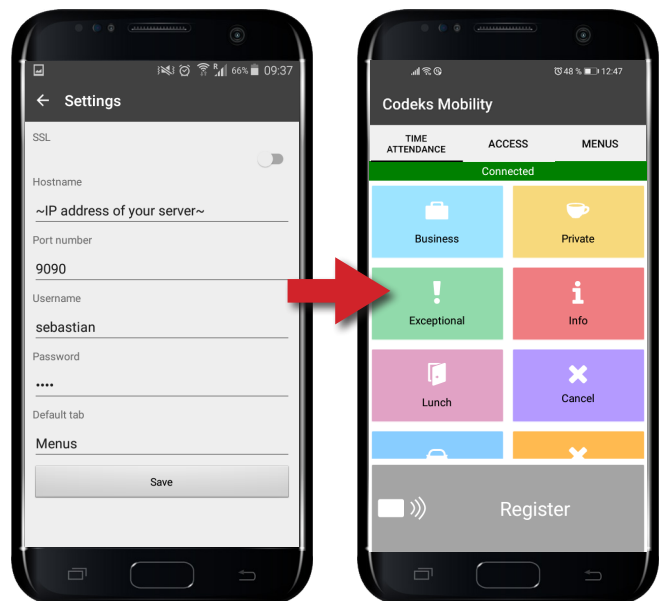 66% 09:37
← Settings
SSL
Hostname
~IP address of your server~
Port number
9090
Username
sebastian
Password
••••
Default tab
Menus
Save
48 % 12:47
Codeks Mobility
TIME
ATTENDANCE
ACCESS
MENUS
Connected
Business
Private
Exceptional
Info
Lunch
Cancel
Register